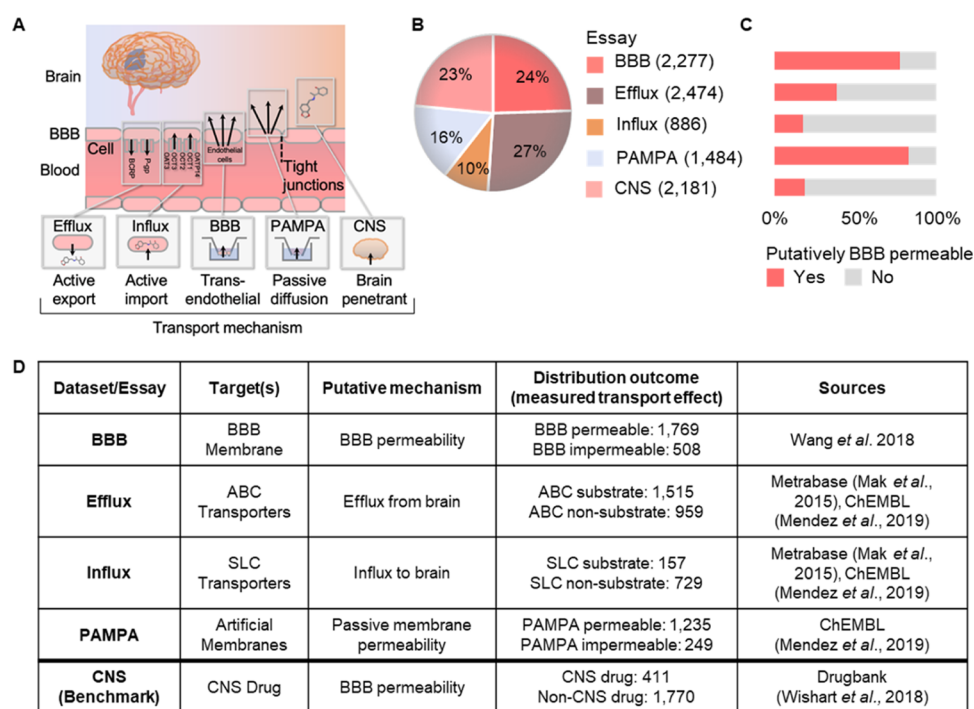 A
Brain
BBB
Cell
Blood
BCRP
P-gp
OAT3
OCT2
OCT1
OATP1A
Endothelial
cells
Tight
junctions
Efflux
Influx
BBB
PAMPA
CNS
Active
export
Active
import
Trans-
endothelial
Passive
diffusion
Brain
penetrant
Transport mechanism
B
23%
24%
16%
10%
27%
Essay
BBB (2,277)
Efflux (2,474)
Influx (886)
PAMPA (1,484)
CNS (2,181)
C
0% 50% 100%
Putatively BBB permeable
Yes No
D
Dataset/Essay Target(s) Putative mechanism Distribution outcome
(measured transport effect) Sources
BBB
BBB
Membrane
BBB permeability
BBB permeable: 1,769
BBB impermeable: 508
Wang et al. 2018
Efflux
ABC
Transporters
Efflux from brain
ABC substrate: 1,515
ABC non-substrate: 959
Metrabase (Mak et al.,
2015), ChEMBL
(Mendez et al., 2019)
Influx
SLC
Transporters
Influx to brain
SLC substrate: 157
SLC non-substrate: 729
Metrabase (Mak et al.,
2015), ChEMBL
(Mendez et al., 2019)
PAMPA
Artificial
Membranes
Passive membrane
permeability
PAMPA permeable: 1,235
PAMPA impermeable: 249
ChEMBL
(Mendez et al., 2019)
CNS
(Benchmark)
CNS Drug
BBB permeability
CNS drug: 411
Non-CNS drug: 1,770
Drugbank
(Wishart et al., 2018)